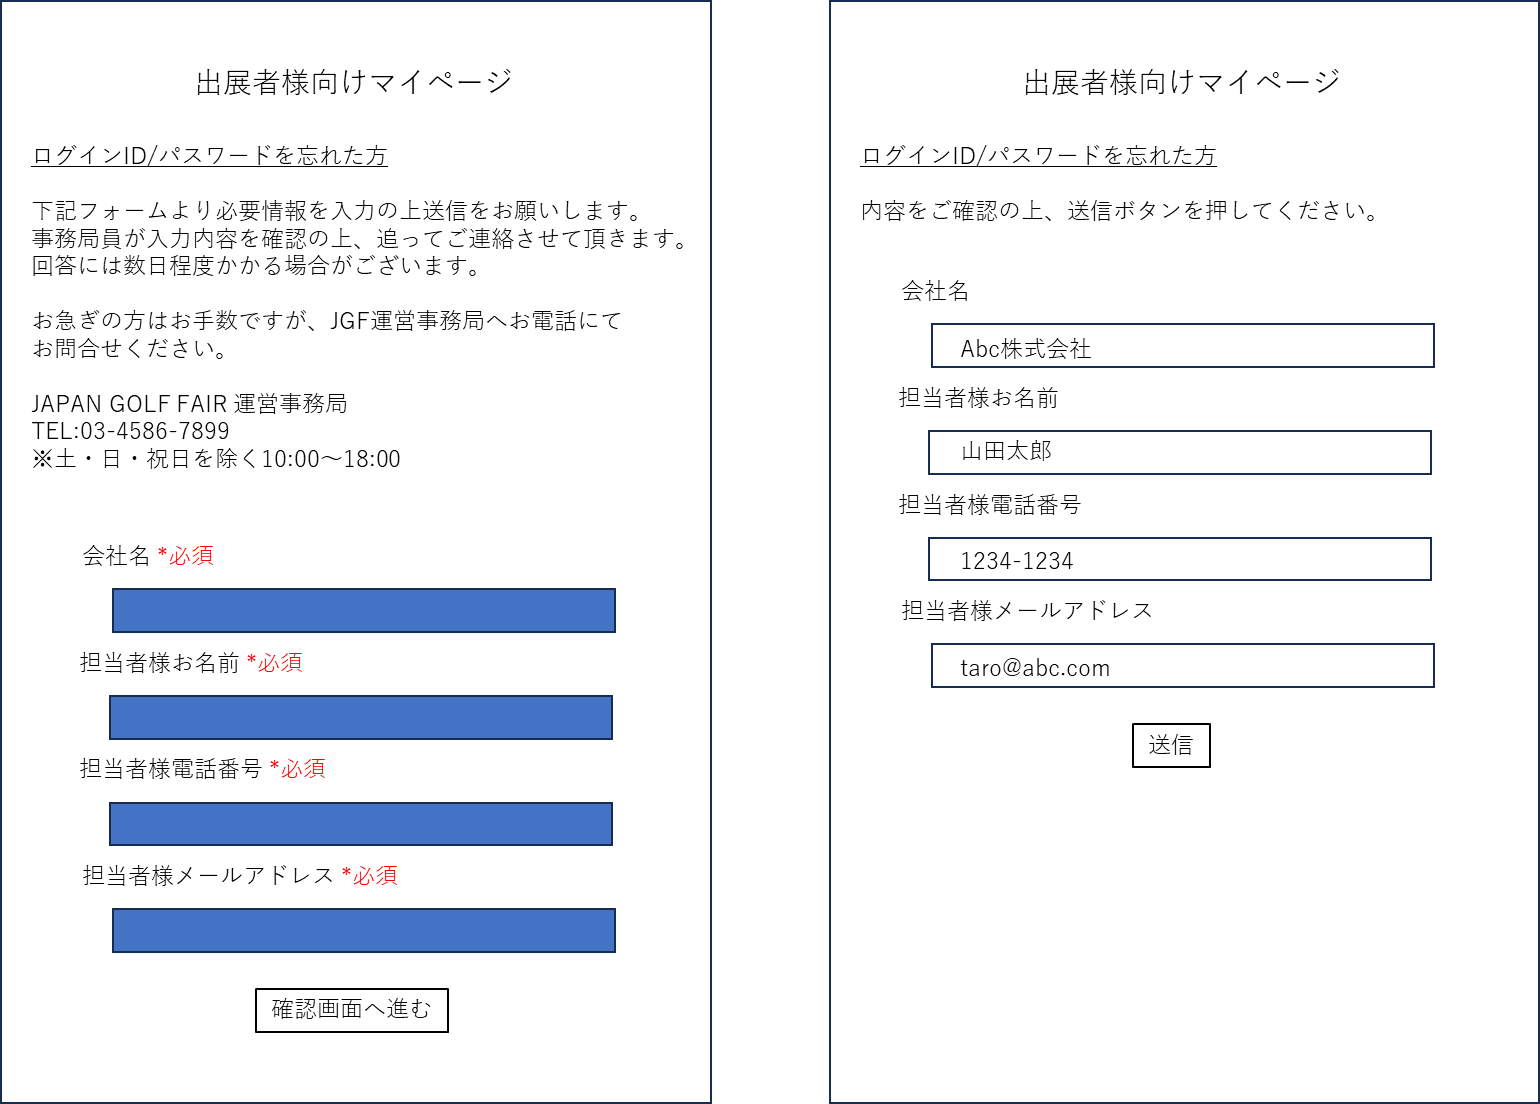 出展者様向けマイページ
ログインID/パスワードを忘れた方
下記フォームより必要情報を入力の上送信をお願いします。
事務局員が入力内容を確認の上、追ってご連絡させて頂きます。
回答には数日程度かかる場合がございます。
お急ぎの方はお手数ですが、JGF運営事務局へお電話にて
お問合せください。
JAPAN GOLF FAIR 運営事務局
TEL:03-4586-7899
※土・日・祝日を除く10:00～18:00
会社名 *必須
担当者様お名前 *必須
担当者様電話番号 *必須
担当者様メールアドレス *必須
確認画面へ進む
出展者様向けマイページ
ログインID/パスワードを忘れた方
内容をご確認の上、送信ボタンを押してください。
会社名
Abc株式会社
担当者様お名前
山田太郎
担当者様電話番号
1234-1234
担当者様メールアドレス
taro@abc.com
送信